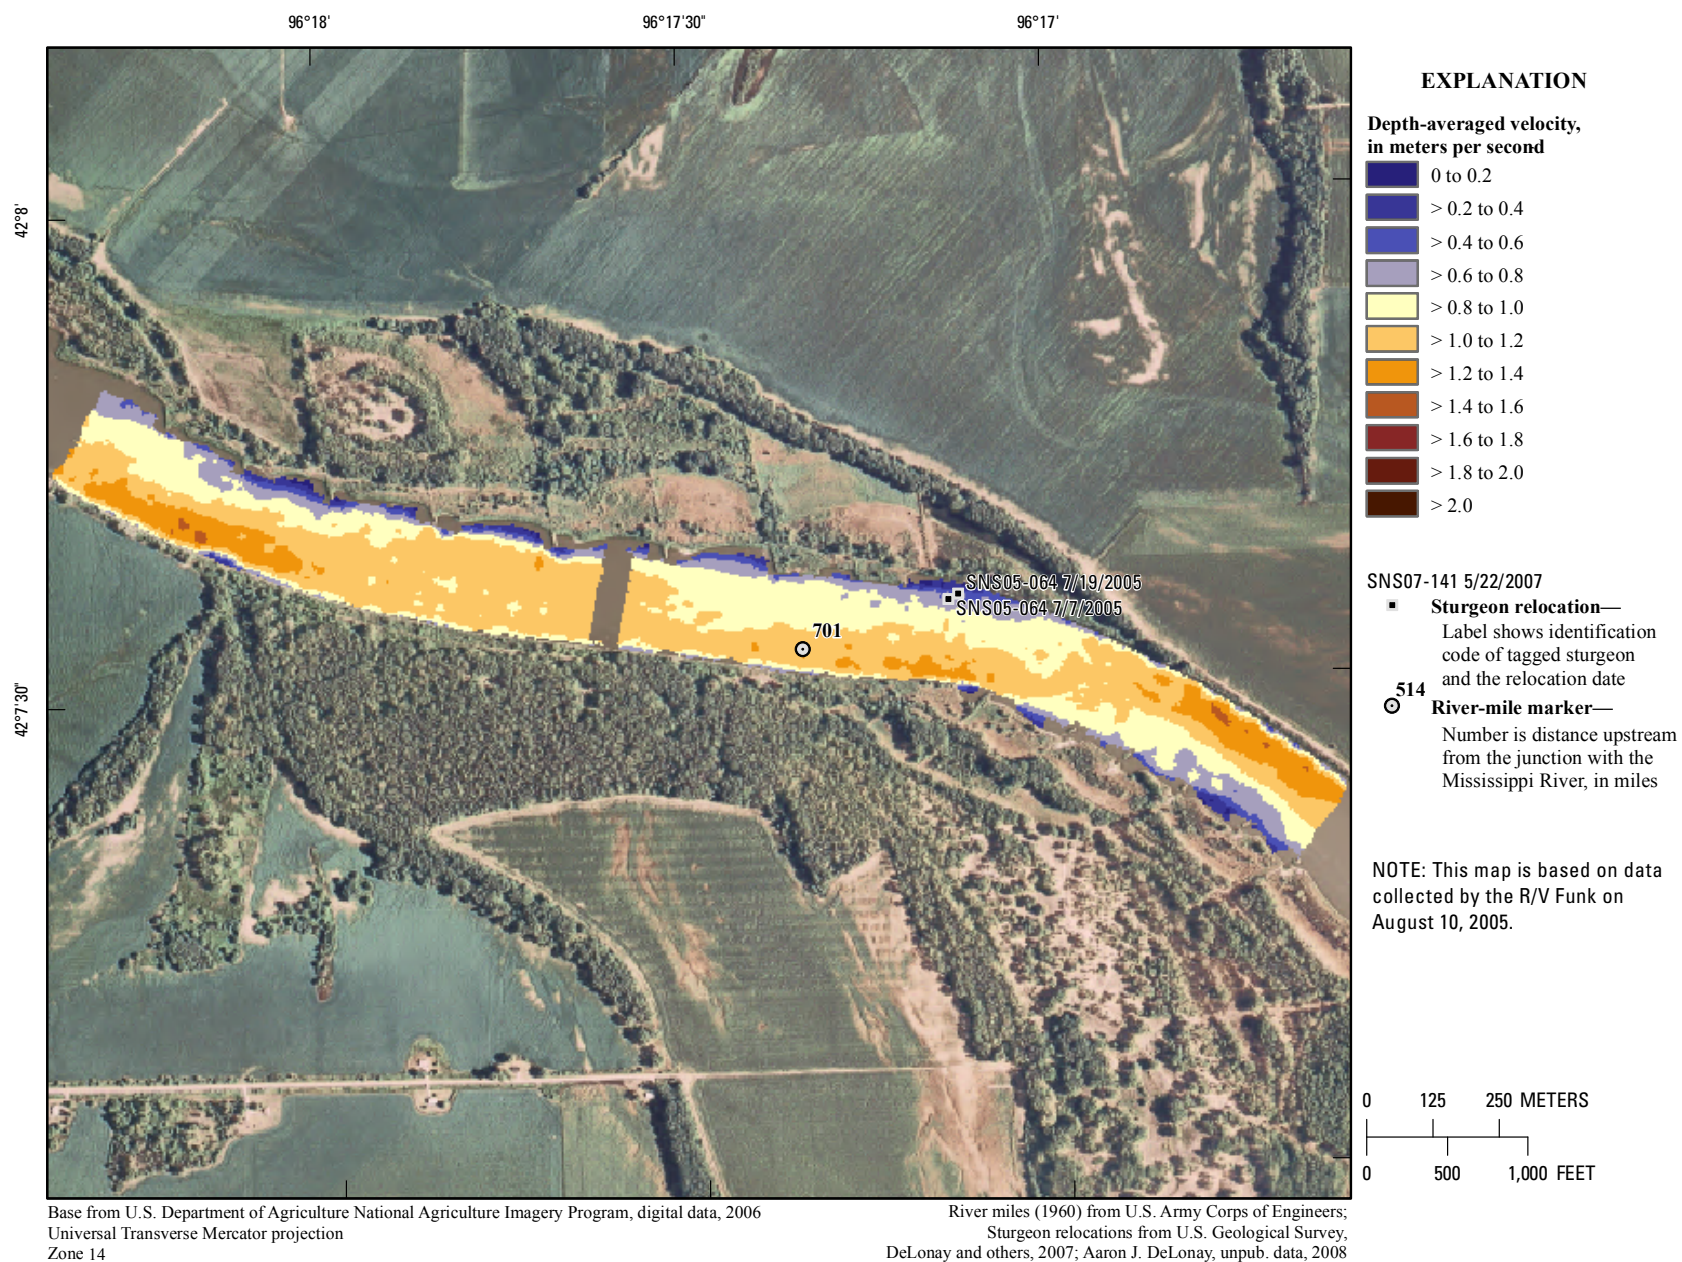 96°18'
96°17'30"
96°17'
42°8'
42°7'30"
SNS05-064 7/19/2005
SNS05-064 7/7/2005
701
EXPLANATION
Depth-averaged velocity,
in meters per second
0 to 0.2
> 0.2 to 0.4
> 0.4 to 0.6
> 0.6 to 0.8
> 0.8 to 1.0
> 1.0 to 1.2
> 1.2 to 1.4
> 1.4 to 1.6
> 1.6 to 1.8
> 1.8 to 2.0
> 2.0
SNS07-141 5/22/2007
Sturgeon relocation—
Label shows identification
code of tagged sturgeon
and the relocation date
514
River-mile marker—
Number is distance upstream
from the junction with the
Mississippi River, in miles
NOTE: This map is based on data
collected by the R/V Funk on
August 10, 2005.
0 125 250 METERS
0 500 1,000 FEET
Base from U.S. Department of Agriculture National Agriculture Imagery Program, digital data, 2006
Universal Transverse Mercator projection
Zone 14
River miles (1960) from U.S. Army Corps of Engineers;
Sturgeon relocations from U.S. Geological Survey,
DeLonay and others, 2007; Aaron J. DeLonay, unpub. data, 2008